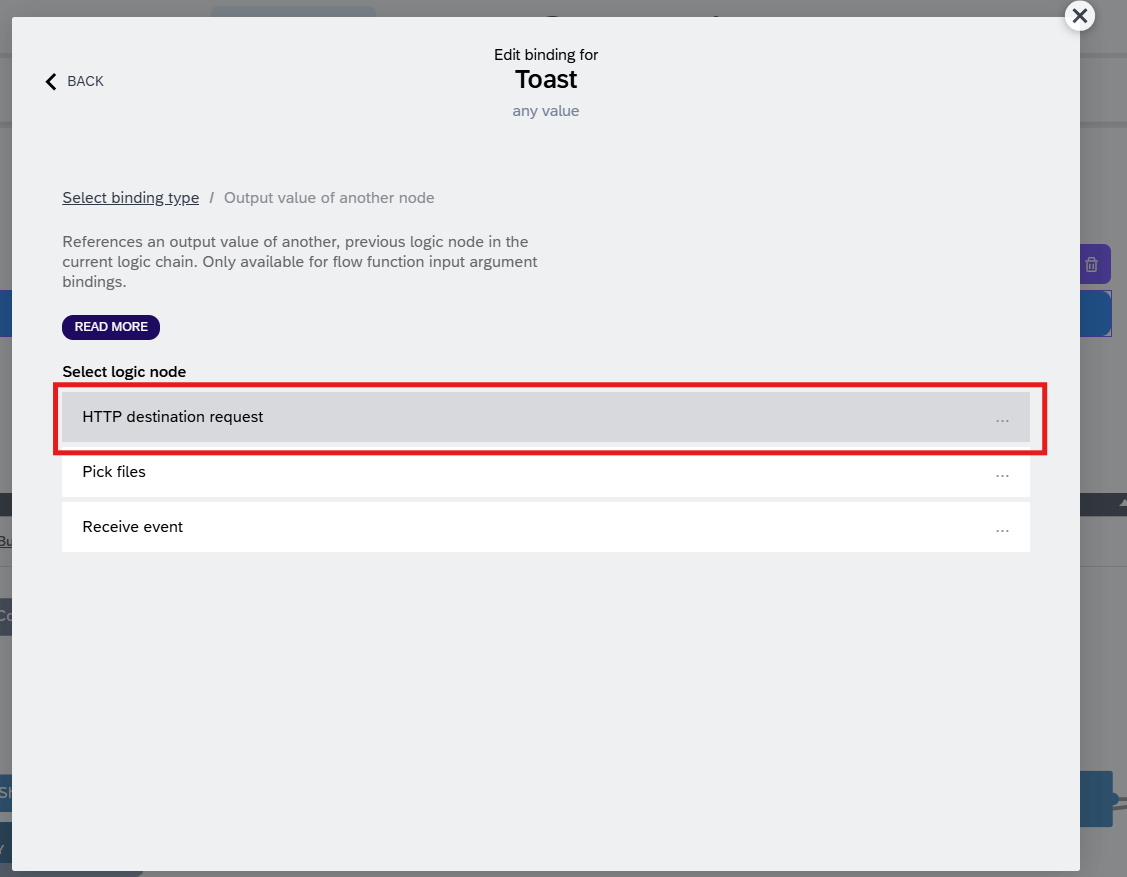 Edit binding for
BACK
Toast
any value
Select binding type / Output value of another node
References an output value of another, previous logic node in the
current logic chain. Only available for flow function input argument
bindings.
READ MORE
Select logic node
HTTP destination request ...
Pick files ...
Receive event ...